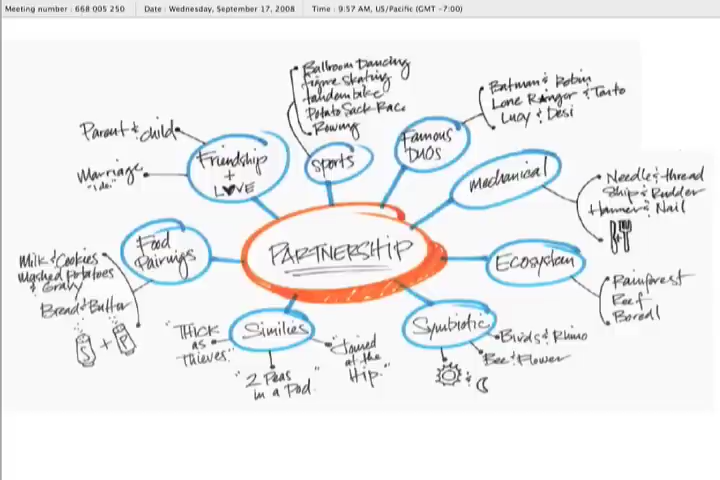 Meeting number : 668 005 250 Date : Wednesday, September 17, 2008 Time : 9:57 AM, US/Pacific (GMT -7:00)
Ballroom Dancing
figure skating
tandem bike
Potato Sack Race
Rowing
Batman & Robin
Lone Ranger & Tonto
Lucy & Desi
Parent & child
Marriage
"I do."
Friendship
+
LOVE
sports
Famous
Duos
Mechanical
Needle & thread
Ship & Rudder
Hammer & Nail
PARTNERSHIP
Food
Pairings
Milk & Cookies
Mashed Potatoes
& Gravy
Bread & Butter
S + P
Ecosystem
Rainforest
Reef
Boreal
"THICK
as
Thieves"
Similies
"2 Peas
in a Pod"
"Joined
at the
Hip."
Symbiotic
Birds & Rhino
Bee & Flower
&